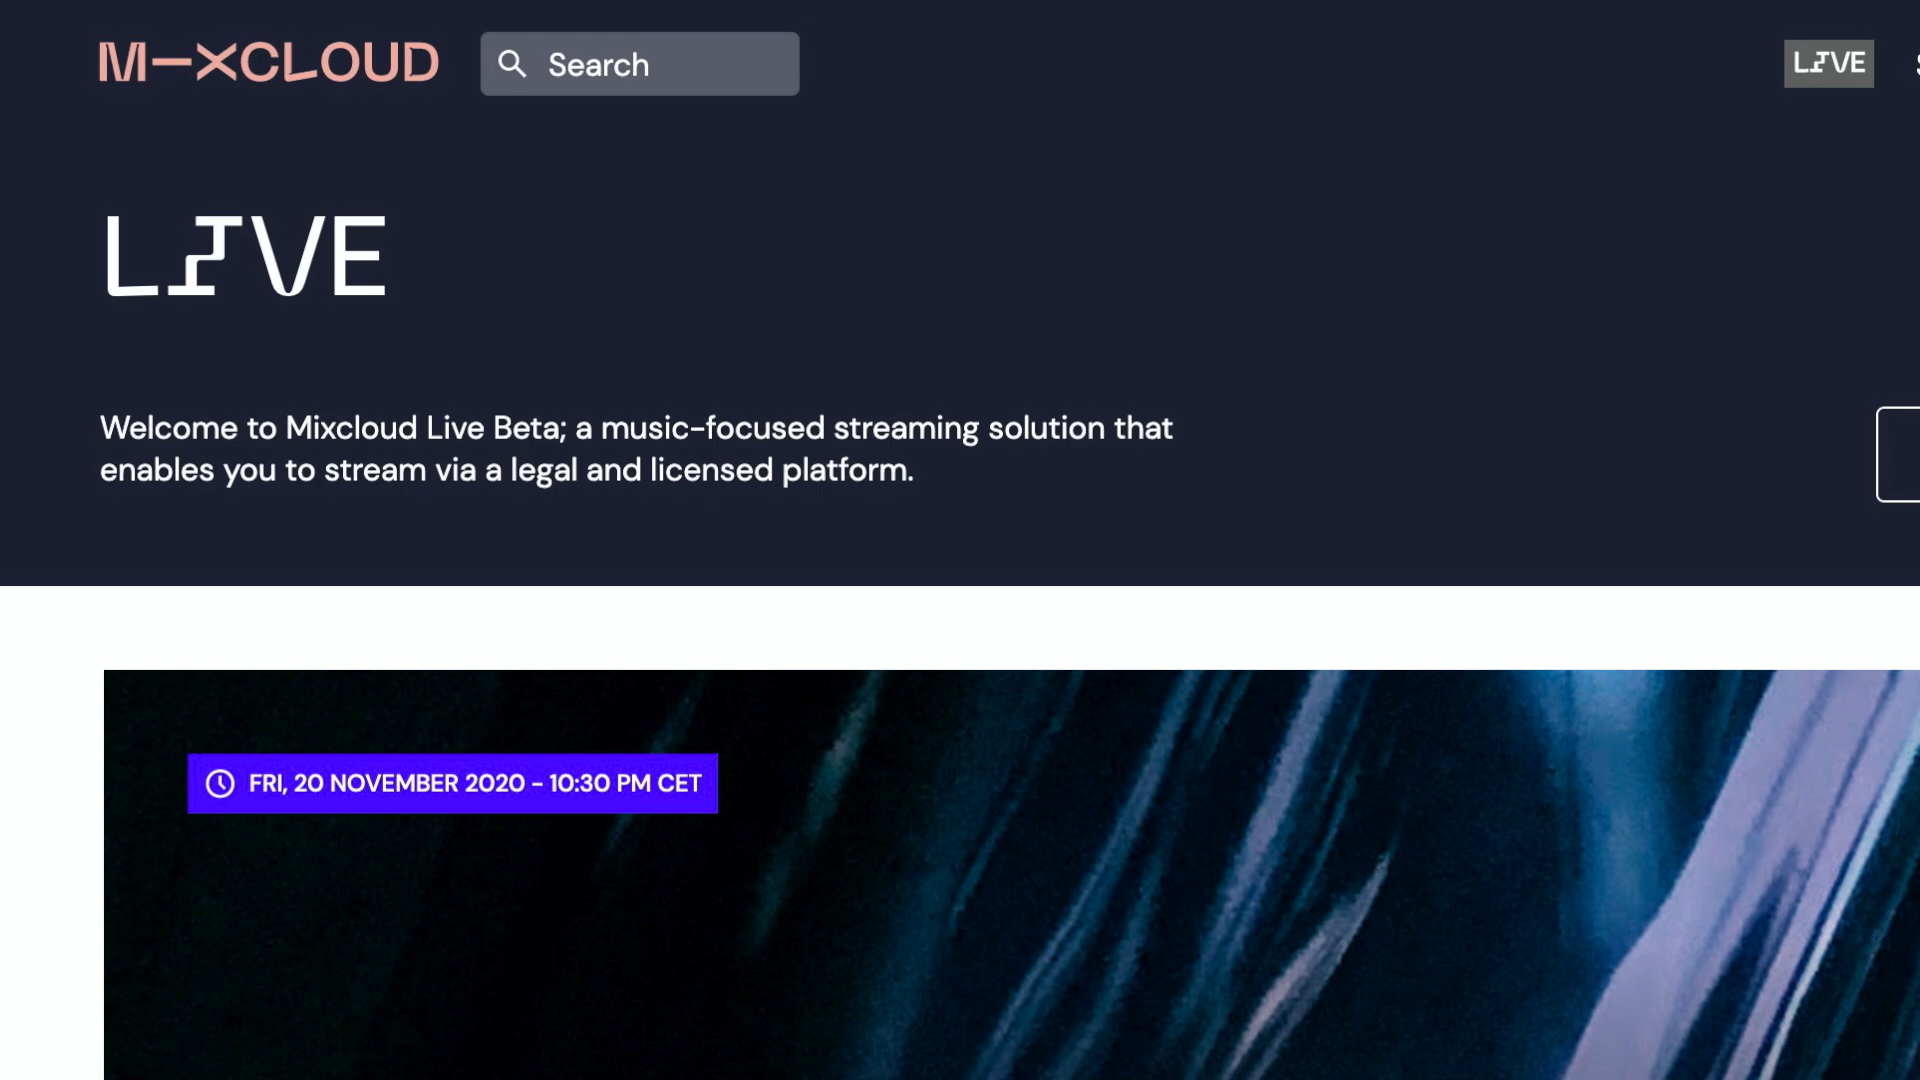 MIXCLOUD
Search
LIVE
LIVE
Welcome to Mixcloud Live Beta; a music-focused streaming solution that
enables you to stream via a legal and licensed platform.
FRI, 20 NOVEMBER 2020 - 10:30 PM CET